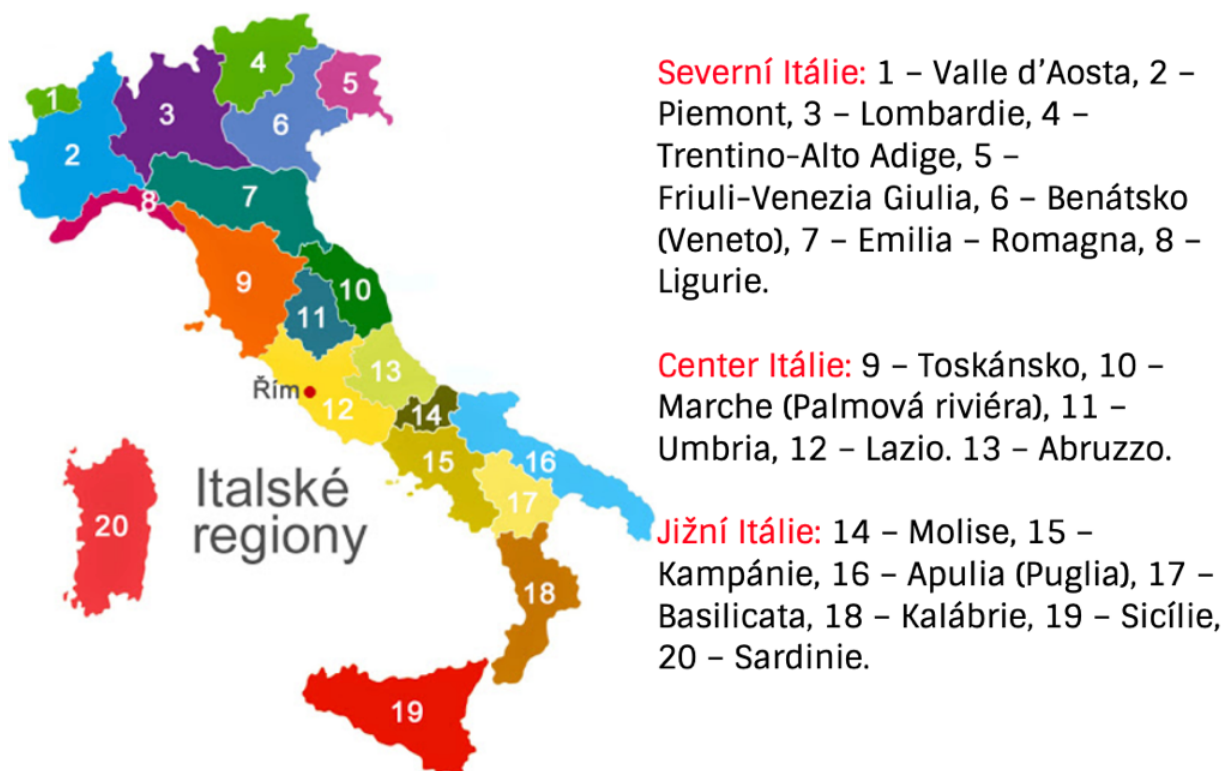 1
2
3
4
5
6
7
8
9
10
11
Řím
12
13
14
15
16
17
18
19
20
Italské
regiony
Severní Itálie: 1 – Valle d’Aosta, 2 –
Piemont, 3 – Lombardie, 4 –
Trentino-Alto Adige, 5 –
Friuli-Venezia Giulia, 6 – Benátsko
(Veneto), 7 – Emilia – Romagna, 8 –
Ligurie.
Center Itálie: 9 – Toskánsko, 10 –
Marche (Palmová riviéra), 11 –
Umbria, 12 – Lazio. 13 – Abruzzo.
Jižní Itálie: 14 – Molise, 15 –
Kampánie, 16 – Apulia (Puglia), 17 –
Basilicata, 18 – Kalábrie, 19 – Sicílie,
20 – Sardinie.